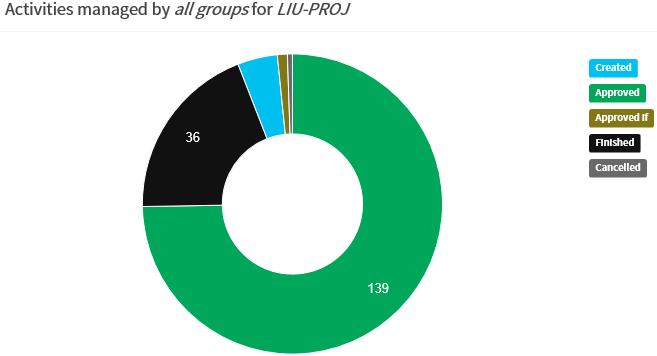 Activities managed by all groups for LIU-PROJ
Created
Approved
Approved If
Finished
Cancelled
36
139